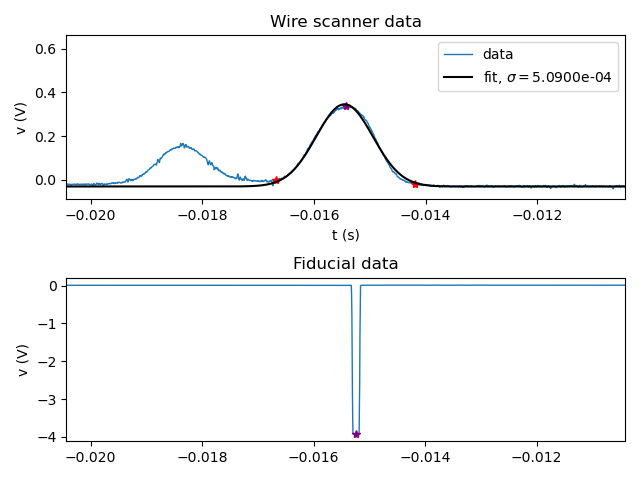 Wire scanner data
v (V)
0.6
0.4
0.2
0.0
data
fit, σ = 5.0900e-04
−0.020 −0.018 −0.016 −0.014 −0.012
t (s)
Fiducial data
v (V)
0
−1
−2
−3
−4
−0.020 −0.018 −0.016 −0.014 −0.012